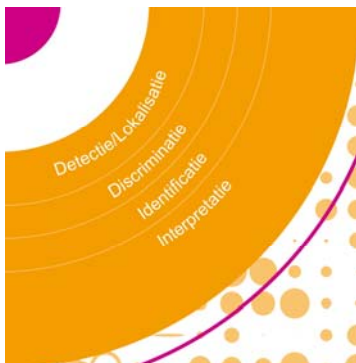 Detectie/Lokalisatie
Discriminatie
Identificatie
Interpretatie